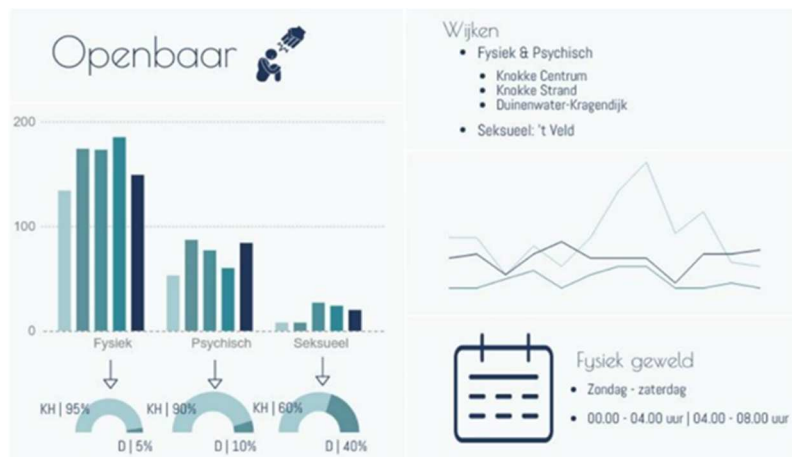 Openbaar
200
100
0
Fysiek
Psychisch
Seksueel
KH | 95%
D | 5%
KH | 90%
D | 10%
KH | 60%
D | 40%
Wijken
• Fysiek & Psychisch
• Knokke Centrum
• Knokke Strand
• Duinenwater-Kragendijk
• Seksueel: 't Veld
Fysiek geweld
• Zondag - zaterdag
• 00.00 - 04.00 uur | 04.00 - 08.00 uur